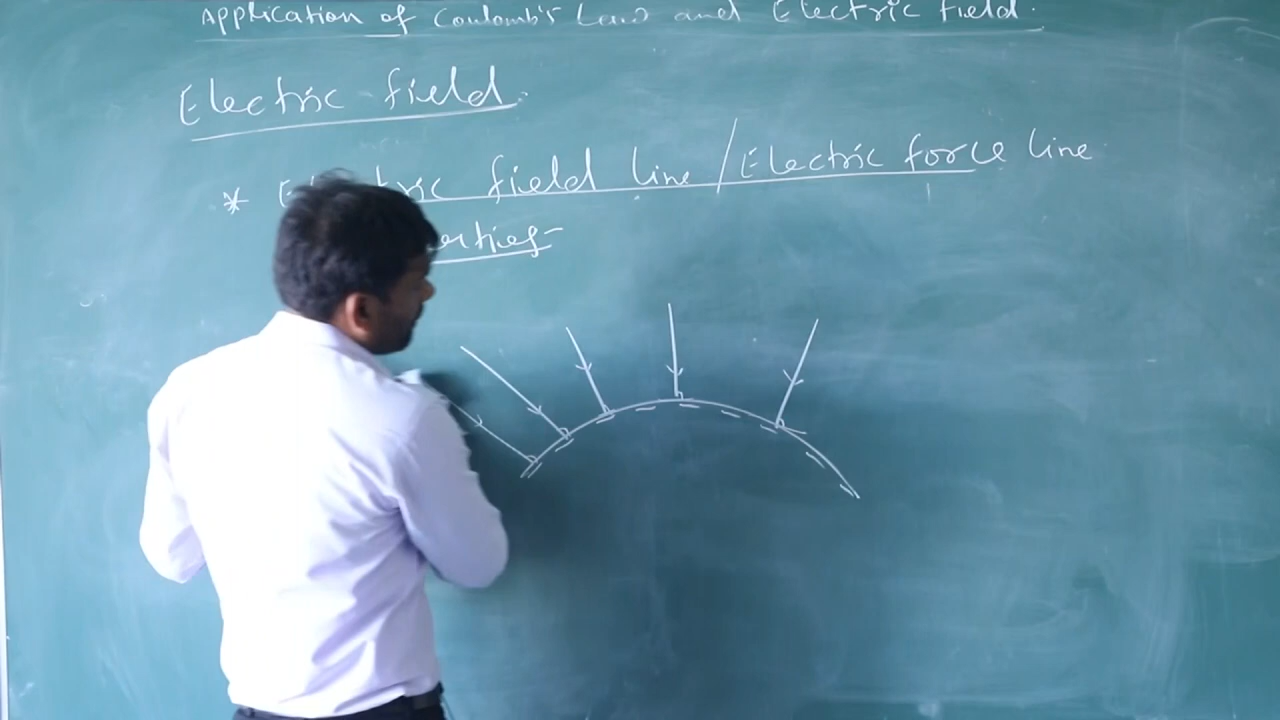 Application of Coulomb's Law and Electric field.
Electric field.
* Electric field line / Electric force line